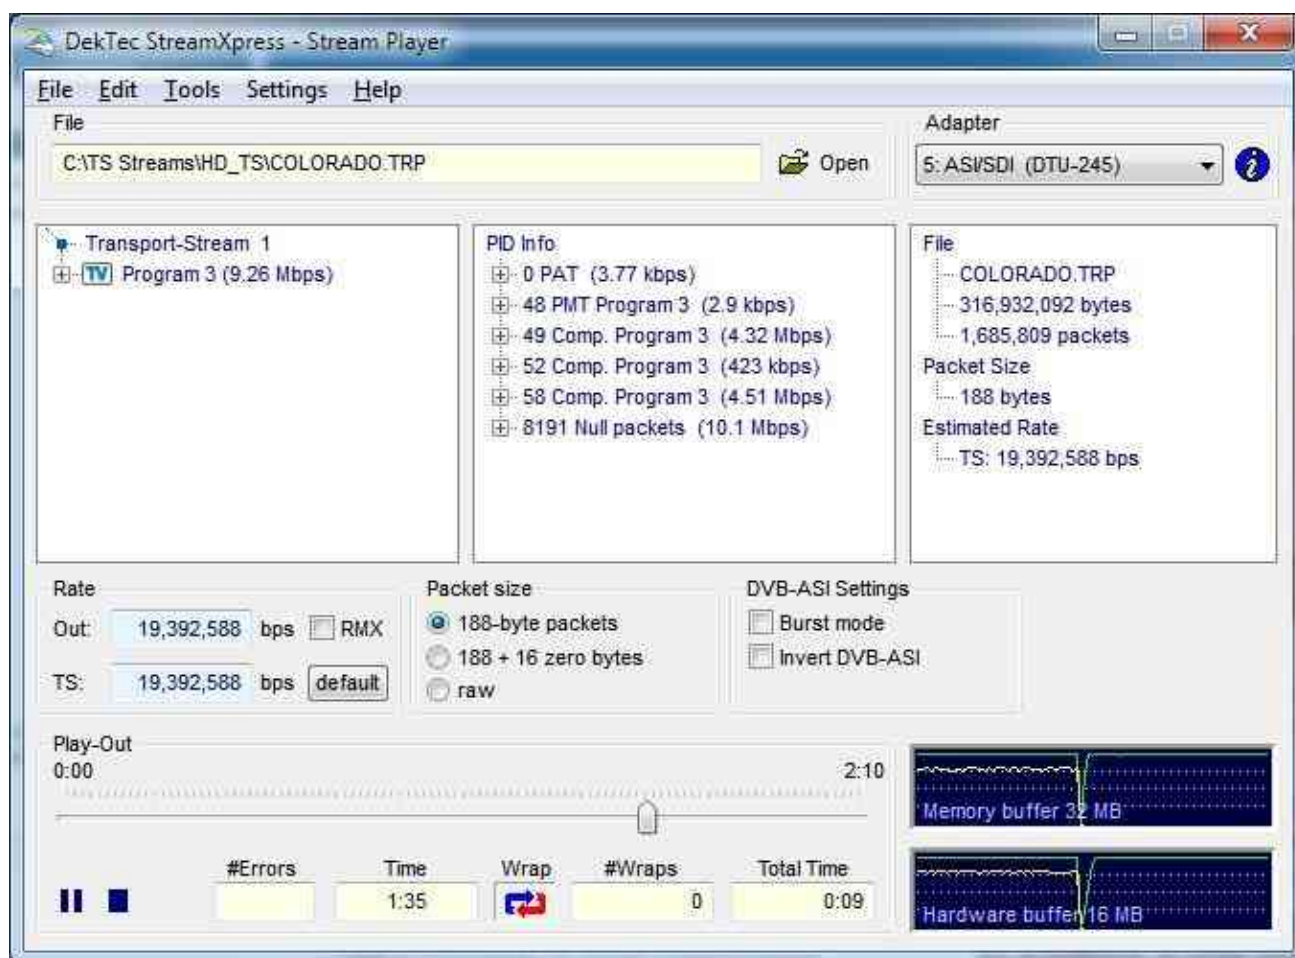 DekTec StreamXpress - Stream Player
File Edit Tools Settings Help
File
C:\TS Streams\HD_TS\COLORADO.TRP
Open
Adapter
5: ASI/SDI (DTU-245)
Transport-Stream 1
TV Program 3 (9.26 Mbps)
PID Info
0 PAT (3.77 kbps)
48 PMT Program 3 (2.9 kbps)
49 Comp. Program 3 (4.32 Mbps)
52 Comp. Program 3 (423 kbps)
58 Comp. Program 3 (4.51 Mbps)
8191 Null packets (10.1 Mbps)
File
COLORADO.TRP
316,932,092 bytes
1,685,809 packets
Packet Size
188 bytes
Estimated Rate
TS: 19,392,588 bps
Rate
Out: 19,392,588 bps RMX
TS: 19,392,588 bps default
Packet size
188-byte packets
188 + 16 zero bytes
raw
DVB-ASI Settings
Burst mode
Invert DVB-ASI
Play-Out
0:00 2:10
#Errors Time Wrap #Wraps Total Time
1:35 0 0:09
Memory buffer 32 MB
Hardware buffer 16 MB